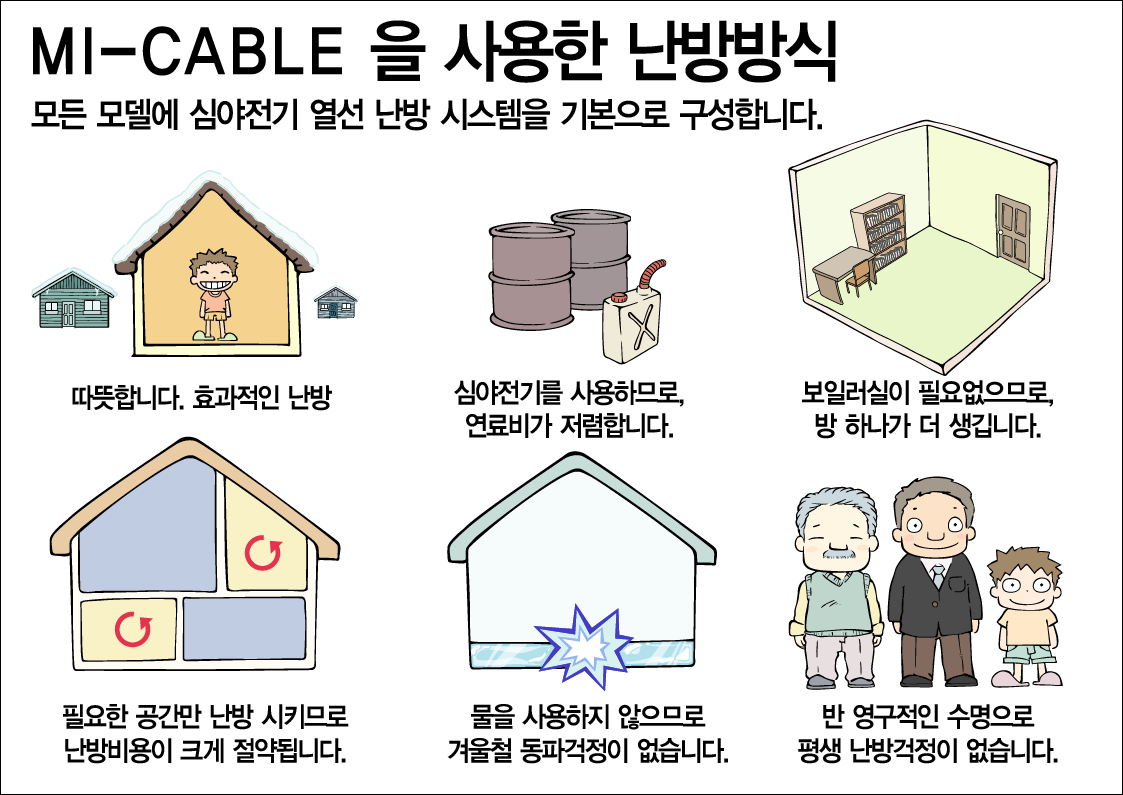 MI-CABLE 을 사용한 난방방식
모든 모델에 심야전기 열선 난방 시스템을 기본으로 구성합니다.
따뜻합니다. 효과적인 난방
심야전기를 사용하므로,
연료비가 저렴합니다.
보일러실이 필요없으므로,
방 하나가 더 생깁니다.
필요한 공간만 난방 시키므로
난방비용이 크게 절약됩니다.
물을 사용하지 않으므로
겨울철 동파걱정이 없습니다.
반 영구적인 수명으로
평생 난방걱정이 없습니다.